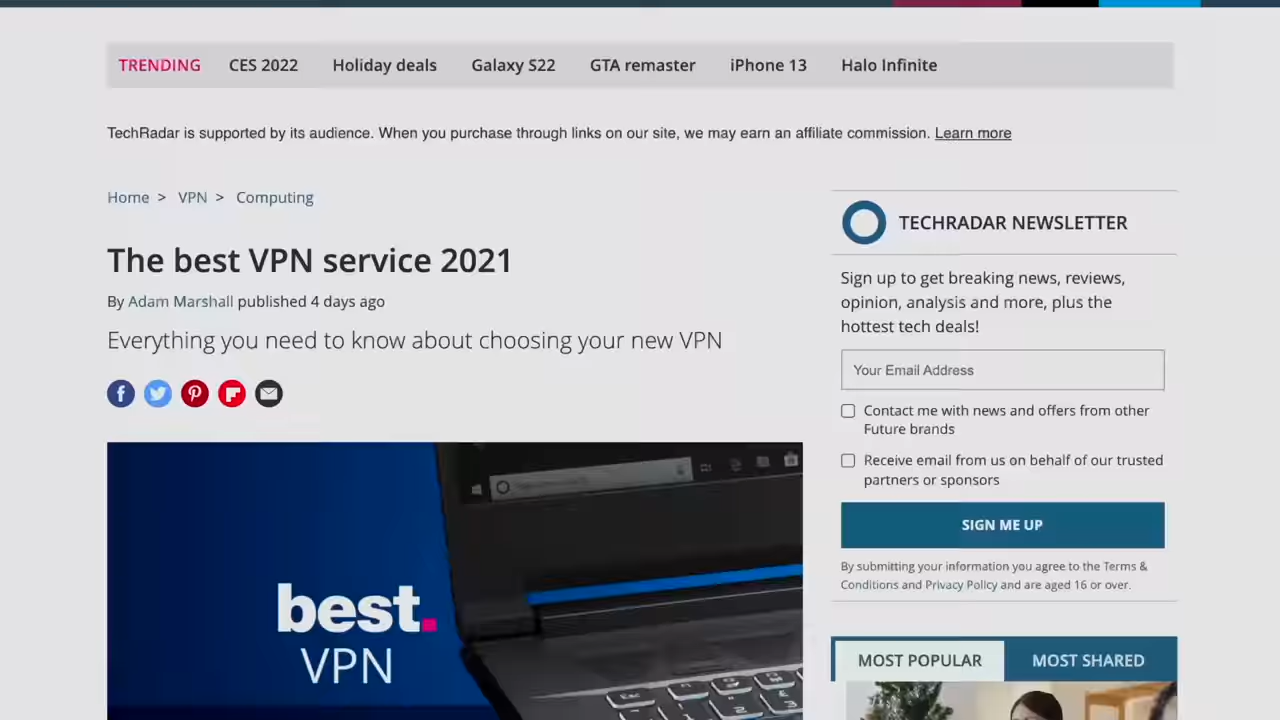 TRENDING CES 2022 Holiday deals Galaxy S22 GTA remaster iPhone 13 Halo Infinite
TechRadar is supported by its audience. When you purchase through links on our site, we may earn an affiliate commission. Learn more
Home > VPN > Computing
The best VPN service 2021
By Adam Marshall published 4 days ago
Everything you need to know about choosing your new VPN
best.
VPN
TECHRADAR NEWSLETTER
Sign up to get breaking news, reviews,
opinion, analysis and more, plus the
hottest tech deals!
Your Email Address
Contact me with news and offers from other
Future brands
Receive email from us on behalf of our trusted
partners or sponsors
SIGN ME UP
By submitting your information you agree to the Terms &
Conditions and Privacy Policy and are aged 16 or over.
MOST POPULAR MOST SHARED